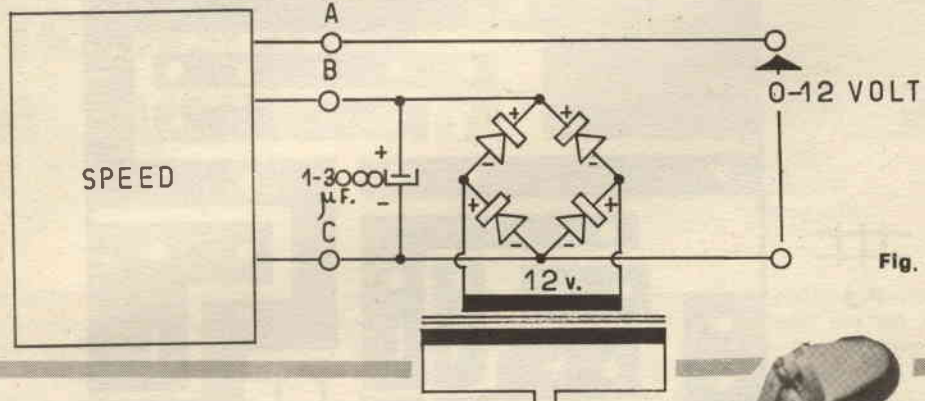 A
B
0-12 VOLT
SPEED
+
1-3000
μF.
-
C
+
+
-
-
+
+
-
-
12 v.
Fig.